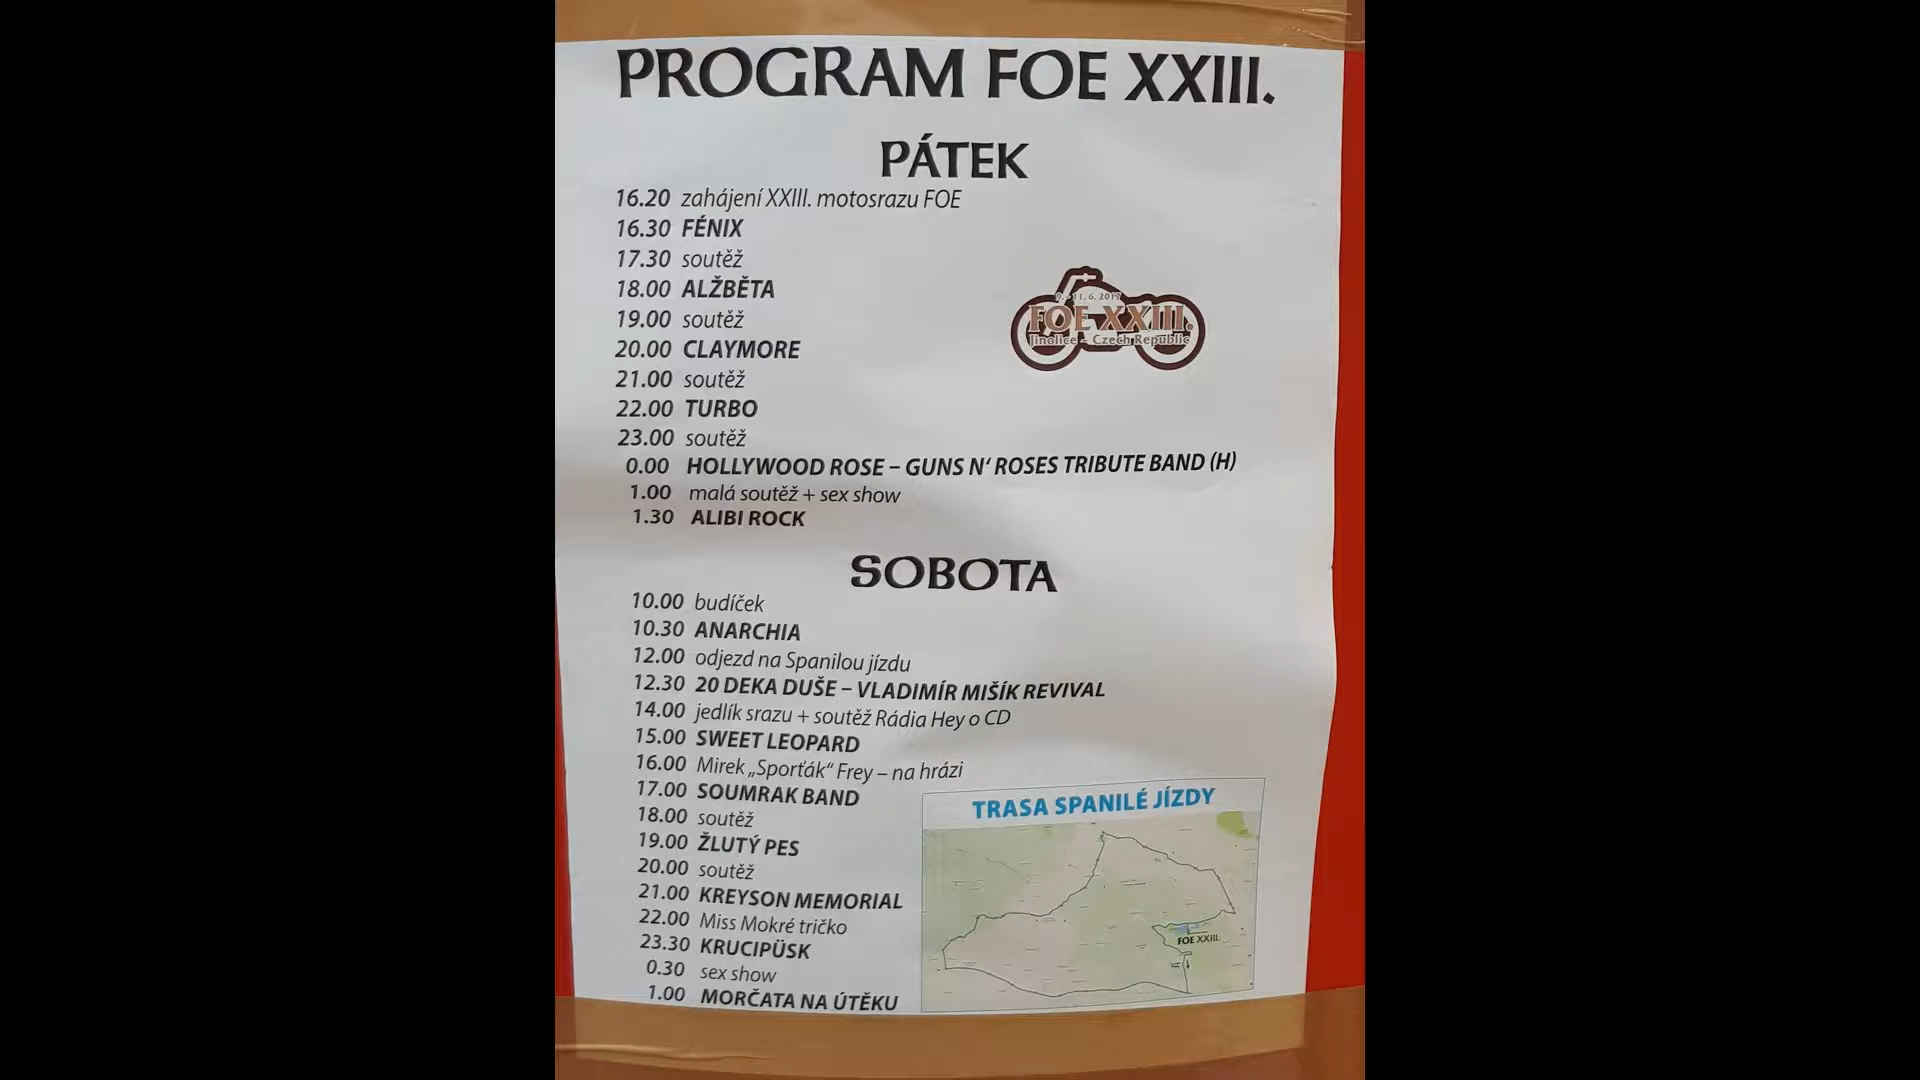 PROGRAM FOE XXIII.
PÁTEK
16.20 zahájení XXIII. motosrazu FOE
16.30 FÉNIX
17.30 soutěž
18.00 ALŽBĚTA
19.00 soutěž
20.00 CLAYMORE
21.00 soutěž
22.00 TURBO
23.00 soutěž
0.00 HOLLYWOOD ROSE – GUNS N‘ ROSES TRIBUTE BAND (H)
1.00 malá soutěž + sex show
1.30 ALIBI ROCK
9. - 11. 6. 2017
FOE XXIII.
Jinolice - Czech Republic
SOBOTA
10.00 budíček
10.30 ANARCHIA
12.00 odjezd na Spanilou jízdu
12.30 20 DEKA DUŠE – VLADIMÍR MIŠÍK REVIVAL
14.00 jedlík srazu + soutěž Rádia Hey o CD
15.00 SWEET LEOPARD
16.00 Mirek „Sporťák“ Frey – na hrázi
17.00 SOUMRAK BAND
18.00 soutěž
19.00 ŽLUTÝ PES
20.00 soutěž
21.00 KREYSON MEMORIAL
22.00 Miss Mokré tričko
23.30 KRUCIPÜSK
0.30 sex show
1.00 MORČATA NA ÚTĚKU
TRASA SPANILÉ JÍZDY
FOE XXIII.